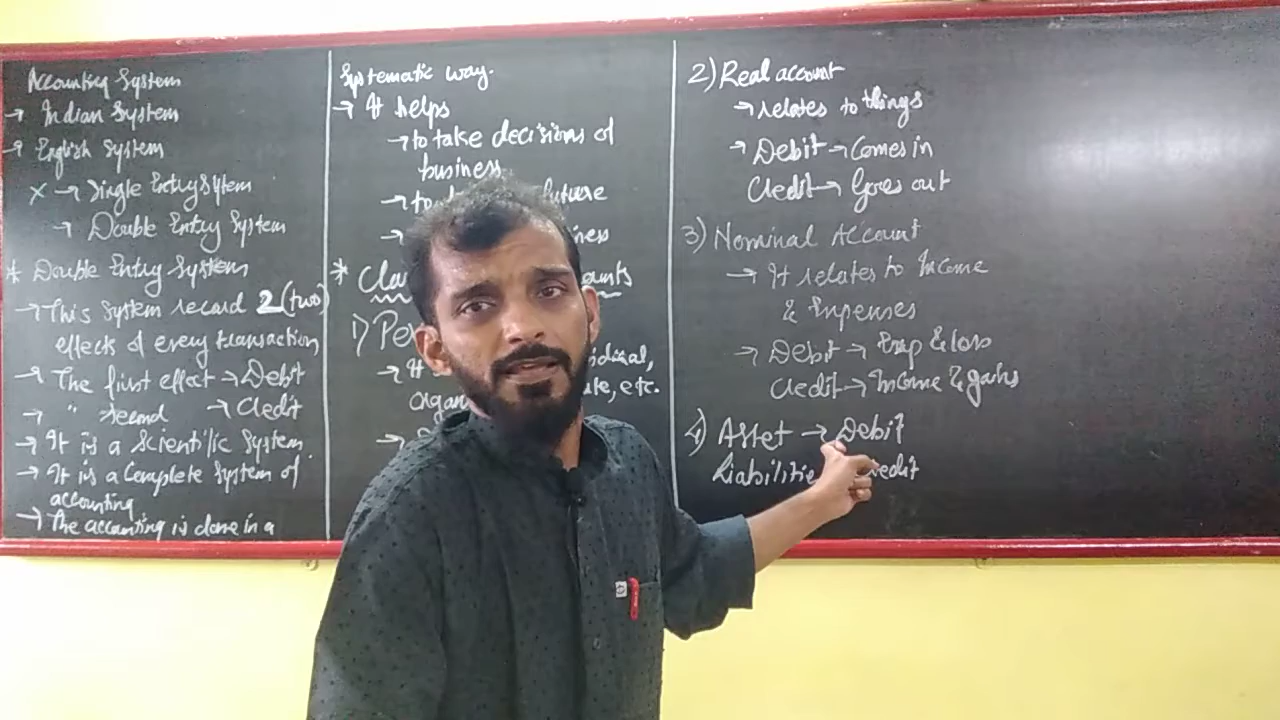 Accounting System
→ Indian System
→ English System
X → Single Entry System
→ Double Entry System
* Double Entry System
→ This System record 2 (two)
effects of every transaction
→ The first effect → Debit
→ " Second → Credit
→ It is a Scientific System
→ It is a Complete System of
accounting
→ The accounting is done in a
Systematic way.
→ It helps
→ to take decisions of
business
→ to future
→
*
1) Pe
→ It
etc.
→
2) Real account
→ relates to things
→ Debit → Comes in
Credit → Goes out
3) Nominal Account
→ It relates to Income
& Expenses
→ Debit → Exp & loss
Credit → Income & gains
4) Asset → Debit
Liabilitie